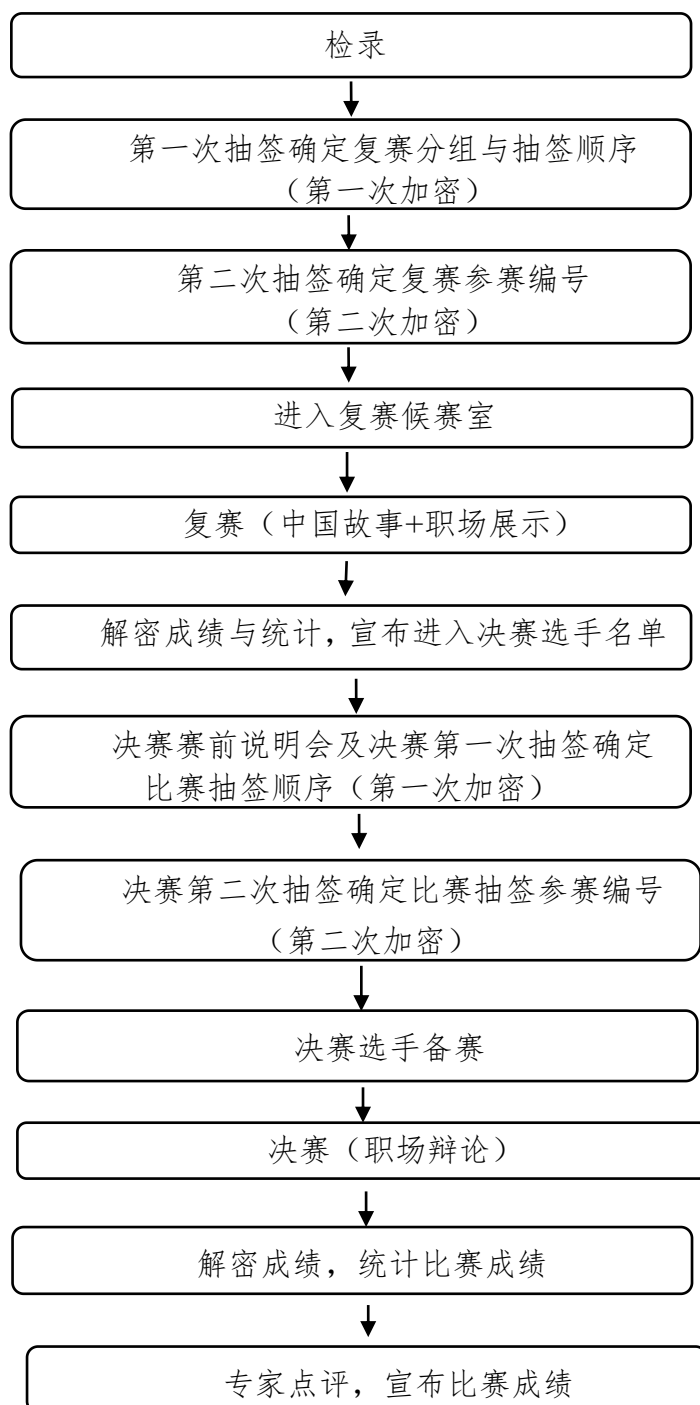 检录
第一次抽签确定复赛分组与抽签顺序
（第一次加密）
第二次抽签确定复赛参赛编号
（第二次加密）
进入复赛候赛室
复赛（中国故事+职场展示）
解密成绩与统计，宣布进入决赛选手名单
决赛赛前说明会及决赛第一次抽签确定
比赛抽签顺序（第一次加密）
决赛第二次抽签确定比赛抽签参赛编号
（第二次加密）
决赛选手备赛
决赛（职场辩论）
解密成绩，统计比赛成绩
专家点评，宣布比赛成绩